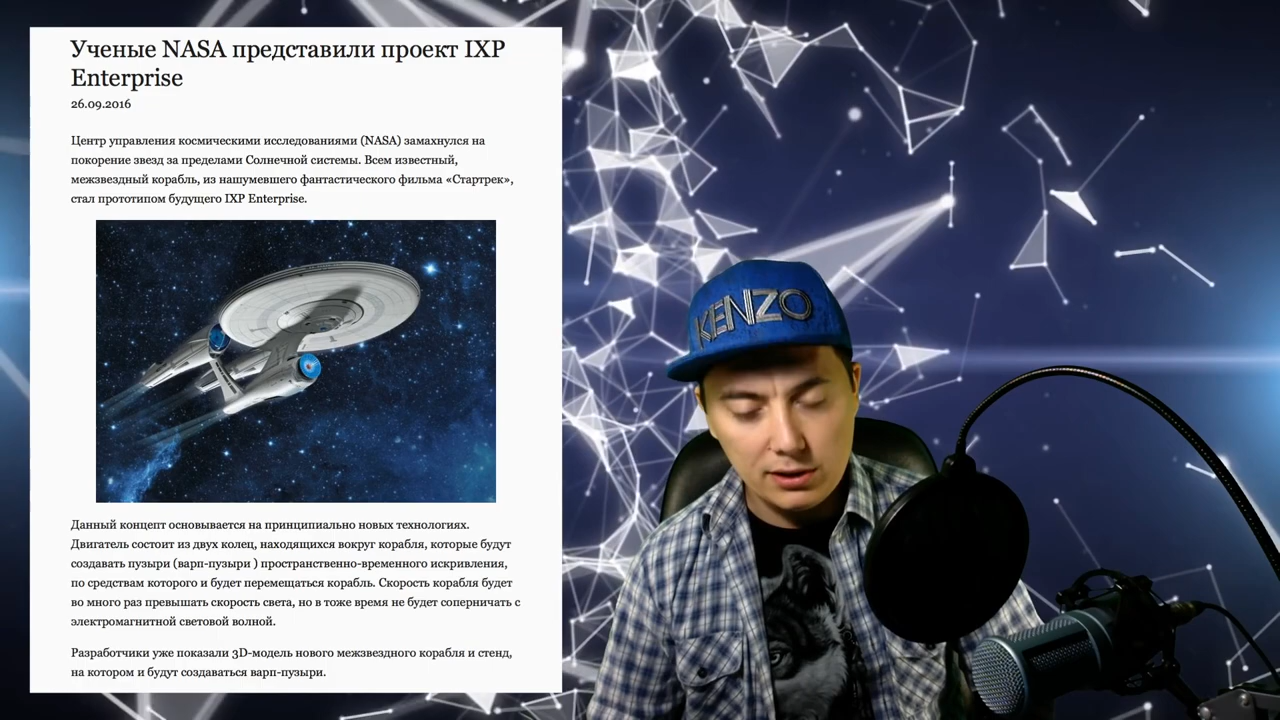 Ученые NASA представили проект IXP
Enterprise
26.09.2016
Центр управления космическими исследованиями (NASA) замахнулся на
покорение звезд за пределами Солнечной системы. Всем известный,
межзвездный корабль, из нашумевшего фантастического фильма «Стартрек»,
стал прототипом будущего IXP Enterprise.
Данный концепт основывается на принципиально новых технологиях.
Двигатель состоит из двух колец, находящихся вокруг корабля, которые будут
создавать пузыри (варп-пузыри ) пространственно-временного искривления,
по средствам которого и будет перемещаться корабль. Скорость корабля будет
во много раз превышать скорость света, но в тоже время не будет соперничать с
электромагнитной световой волной.
Разработчики уже показали 3D-модель нового межзвездного корабля и стенд,
на котором и будут создаваться варп-пузыри.
KENZO